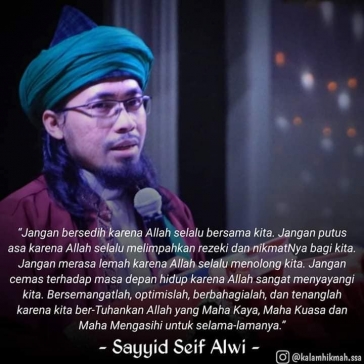 "Jangan bersedih karena Allah selalu bersama kita. Jangan putus
asa karena Allah selalu melimpahkan rezeki dan nikmatNya bagi kita.
Jangan merasa lemah karena Allah selalu menolong kita. Jangan
cemas terhadap masa depan hidup karena Allah sangat menyayangi
kita. Bersemangatlah, optimislah, berbahagialah, dan tenanglah
karena kita ber-Tuhankan Allah yang Maha Kaya, Maha Kuasa dan
Maha Mengasihi untuk selama-lamanya."
- Sayyid Seif Alwi -
@kalamhikmah.ssa